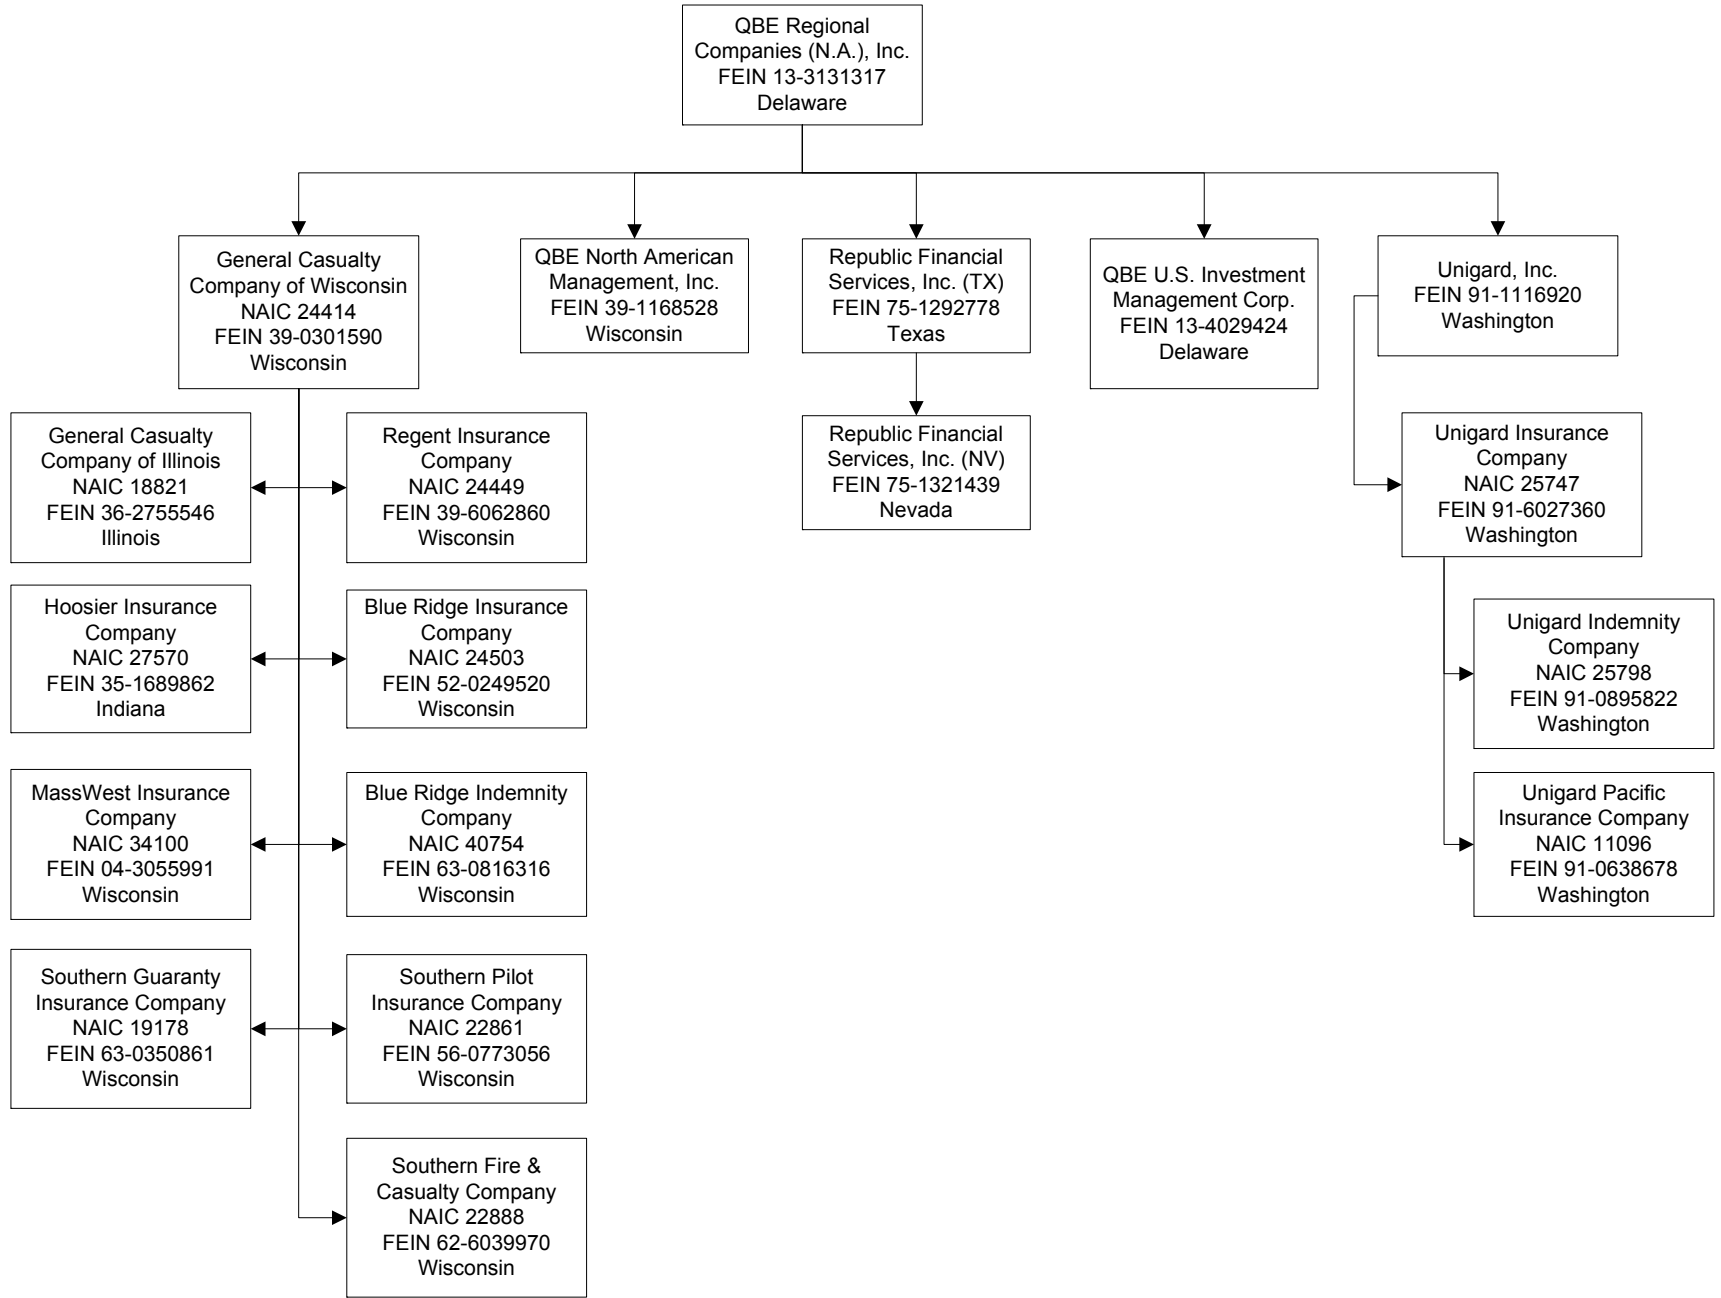 QBE Regional
Companies (N.A.), Inc.
FEIN 13-3131317
Delaware
General Casualty
Company of Wisconsin
NAIC 24414
FEIN 39-0301590
Wisconsin
QBE North American
Management, Inc.
FEIN 39-1168528
Wisconsin
Republic Financial
Services, Inc. (TX)
FEIN 75-1292778
Texas
QBE U.S. Investment
Management Corp.
FEIN 13-4029424
Delaware
Unigard, Inc.
FEIN 91-1116920
Washington
General Casualty
Company of Illinois
NAIC 18821
FEIN 36-2755546
Illinois
Regent Insurance
Company
NAIC 24449
FEIN 39-6062860
Wisconsin
Republic Financial
Services, Inc. (NV)
FEIN 75-1321439
Nevada
Unigard Insurance
Company
NAIC 25747
FEIN 91-6027360
Washington
Hoosier Insurance
Company
NAIC 27570
FEIN 35-1689862
Indiana
Blue Ridge Insurance
Company
NAIC 24503
FEIN 52-0249520
Wisconsin
Unigard Indemnity
Company
NAIC 25798
FEIN 91-0895822
Washington
MassWest Insurance
Company
NAIC 34100
FEIN 04-3055991
Wisconsin
Blue Ridge Indemnity
Company
NAIC 40754
FEIN 63-0816316
Wisconsin
Unigard Pacific
Insurance Company
NAIC 11096
FEIN 91-0638678
Washington
Southern Guaranty
Insurance Company
NAIC 19178
FEIN 63-0350861
Wisconsin
Southern Pilot
Insurance Company
NAIC 22861
FEIN 56-0773056
Wisconsin
Southern Fire &
Casualty Company
NAIC 22888
FEIN 62-6039970
Wisconsin